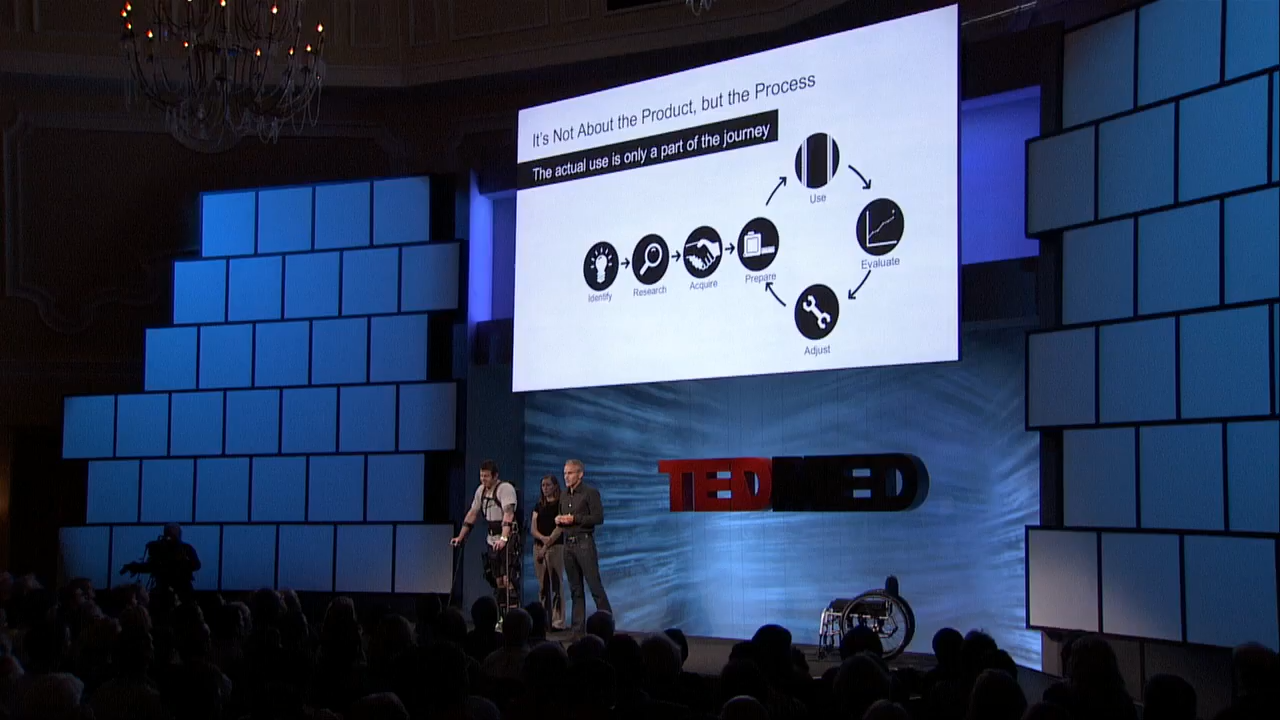 It's Not About the Product, but the Process
The actual use is only a part of the journey
Use
Evaluate
Identify
Research
Acquire
Prepare
Adjust
TEDMED